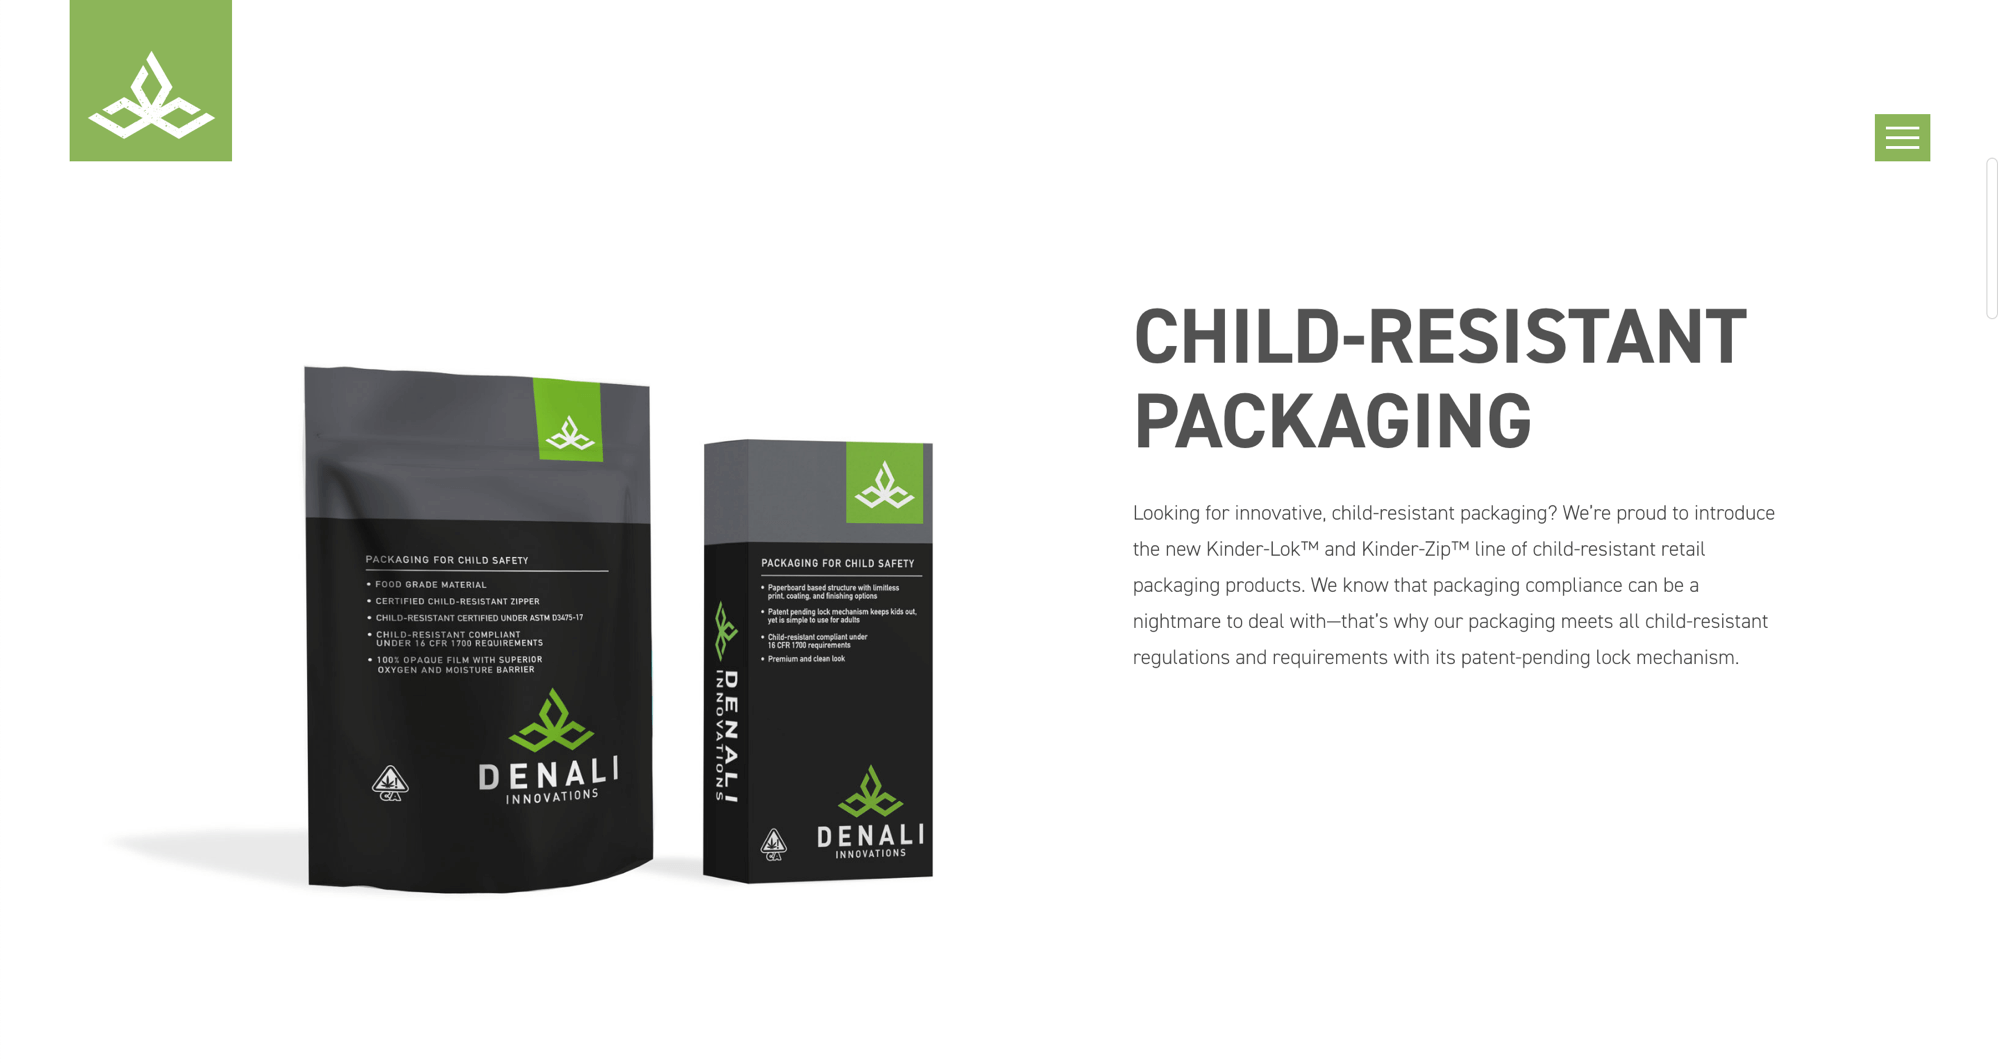 CHILD-RESISTANT
PACKAGING
Looking for innovative, child-resistant packaging? We’re proud to introduce
the new Kinder-Lok™ and Kinder-Zip™ line of child-resistant retail
packaging products. We know that packaging compliance can be a
nightmare to deal with—that’s why our packaging meets all child-resistant
regulations and requirements with its patent-pending lock mechanism.
PACKAGING FOR CHILD SAFETY
• FOOD GRADE MATERIAL
• CERTIFIED CHILD-RESISTANT ZIPPER
• CHILD-RESISTANT CERTIFIED UNDER ASTM D3475-17
• CHILD-RESISTANT COMPLIANT
UNDER 16 CFR 1700 REQUIREMENTS
• 100% OPAQUE FILM WITH SUPERIOR
OXYGEN AND MOISTURE BARRIER
CA
DENALI
INNOVATIONS
DENALI
INNOVATIONS
PACKAGING FOR CHILD SAFETY
• Paperboard based structure with limitless
print, coating, and finishing options
• Patent pending lock mechanism keeps kids out,
yet is simple to use for adults
• Child-resistant compliant under
16 CFR 1700 requirements
• Premium and clean look
CA
DENALI
INNOVATIONS